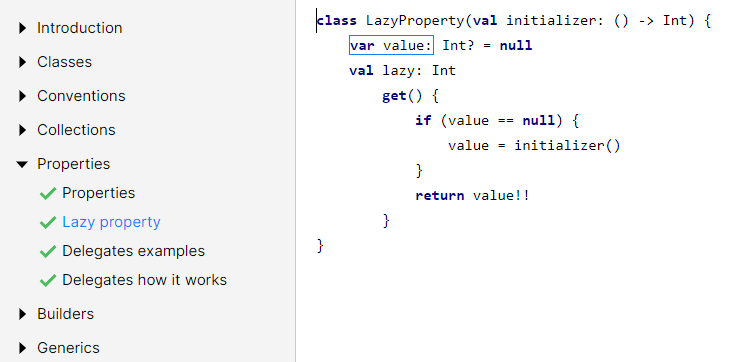 Introduction
Classes
Conventions
Collections
Properties
Properties
Lazy property
Delegates examples
Delegates how it works
Builders
Generics
class LazyProperty(val initializer: () -> Int) {
    var value: Int? = null
    val lazy: Int
        get() {
            if (value == null) {
                value = initializer()
            }
            return value!!
        }
}